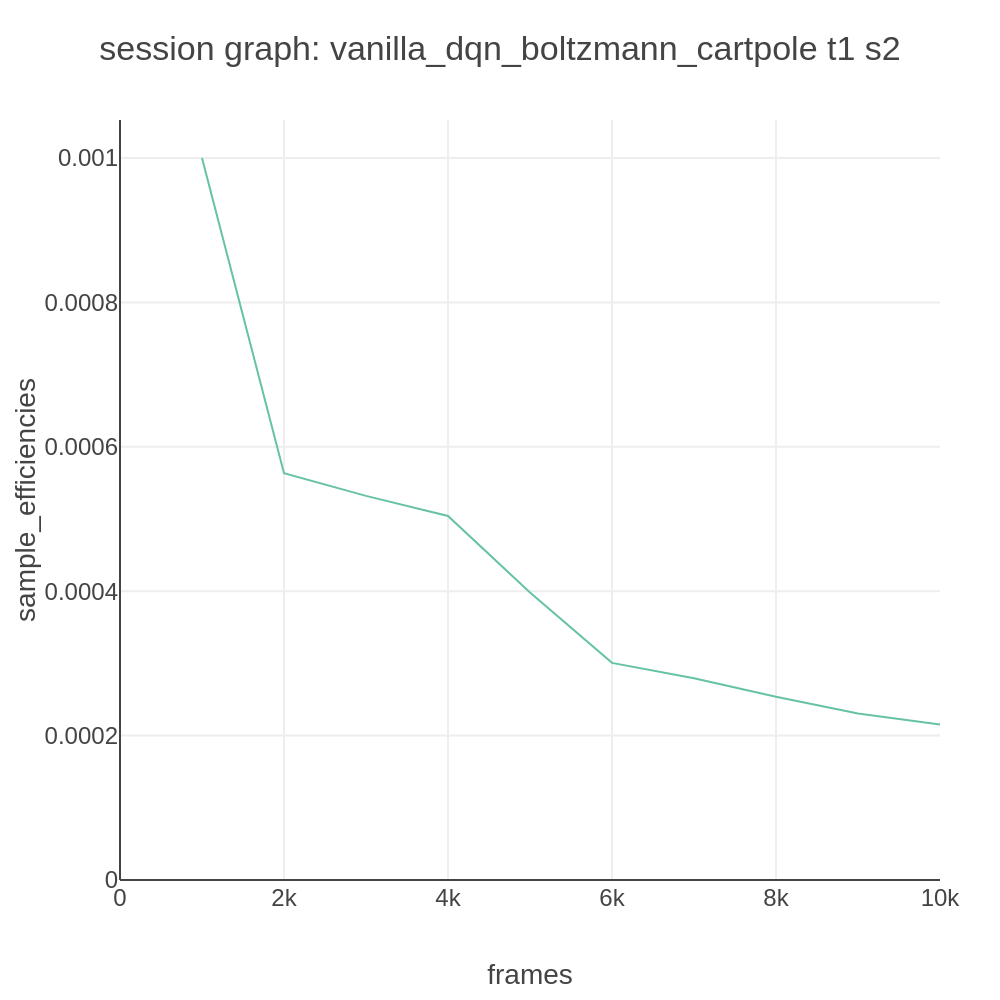 session graph: vanilla_dqn_boltzmann_cartpole t1 s2
sample_efficiencies
0.001
0.0008
0.0006
0.0004
0.0002
0
0 2k 4k 6k 8k 10k
frames